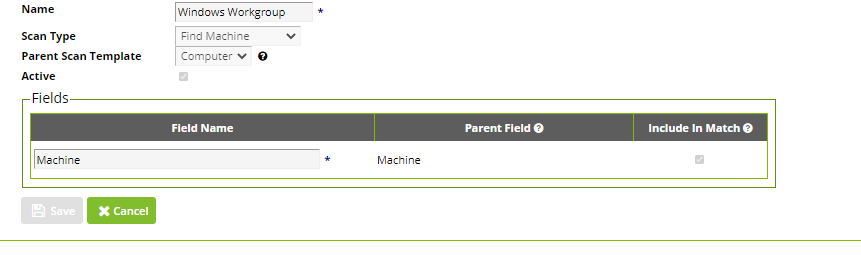 Name Windows Workgroup *
Scan Type Find Machine
Parent Scan Template Computer ?
Active
Fields
Field Name Parent Field ? Include In Match ?
Machine * Machine
Save Cancel